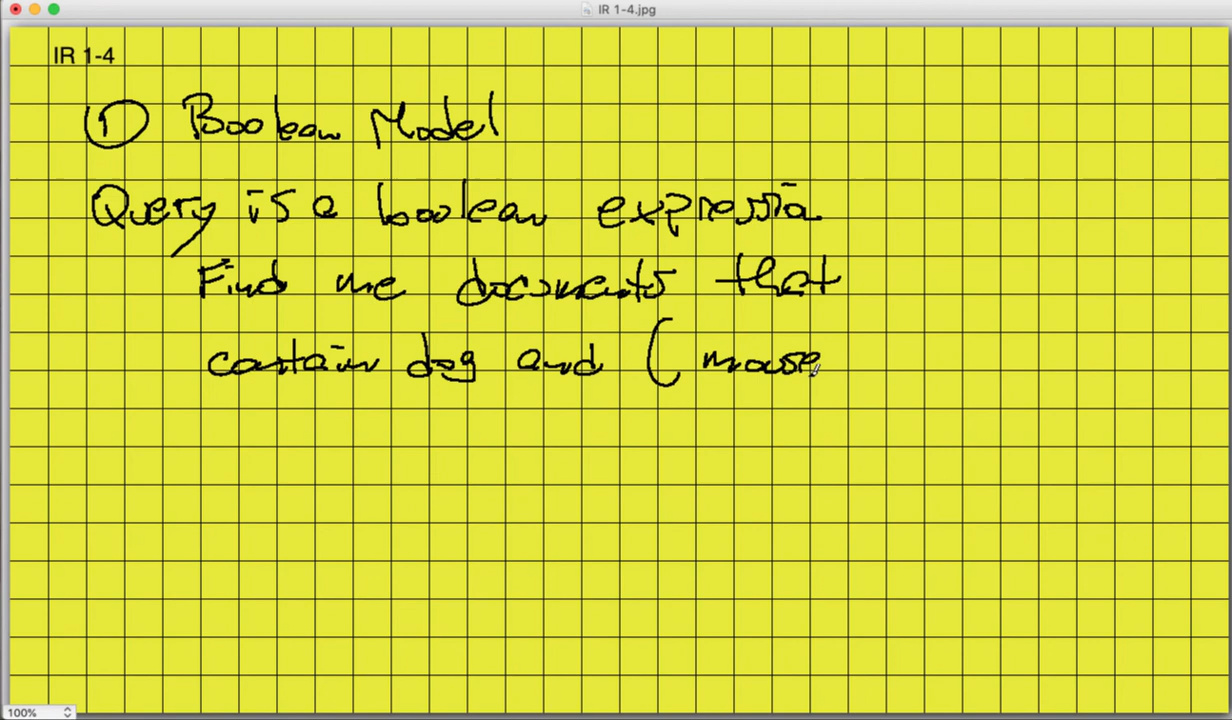 IR 1-4.jpg
IR 1-4
① Boolean Model
Query is a boolean expression
Find me documents that
contain dog and ( mouse
100%